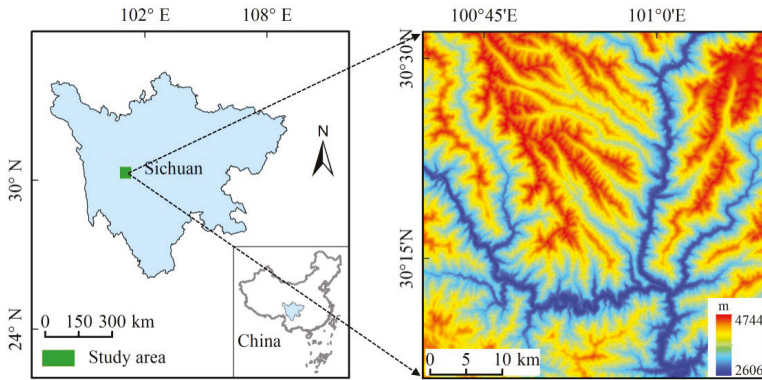 102° E
108° E
30° N
24° N
Sichuan
N
China
0 150 300 km
Study area
100°45′E
101°0′E
30°30′N
30°15′N
m
4744
2606
0 5 10 km